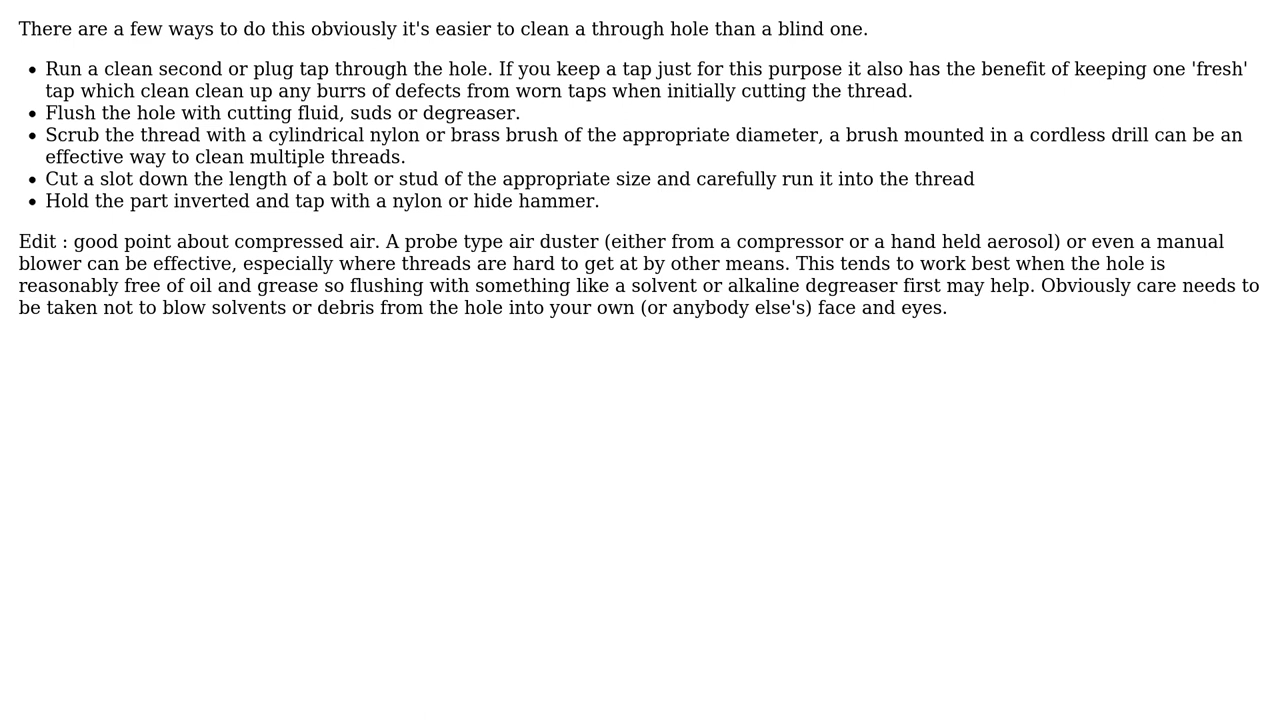 There are a few ways to do this obviously it's easier to clean a through hole than a blind one.
• Run a clean second or plug tap through the hole. If you keep a tap just for this purpose it also has the benefit of keeping one 'fresh'
tap which clean clean up any burrs of defects from worn taps when initially cutting the thread.
• Flush the hole with cutting fluid, suds or degreaser.
• Scrub the thread with a cylindrical nylon or brass brush of the appropriate diameter, a brush mounted in a cordless drill can be an
effective way to clean multiple threads.
• Cut a slot down the length of a bolt or stud of the appropriate size and carefully run it into the thread
• Hold the part inverted and tap with a nylon or hide hammer.
Edit : good point about compressed air. A probe type air duster (either from a compressor or a hand held aerosol) or even a manual
blower can be effective, especially where threads are hard to get at by other means. This tends to work best when the hole is
reasonably free of oil and grease so flushing with something like a solvent or alkaline degreaser first may help. Obviously care needs to
be taken not to blow solvents or debris from the hole into your own (or anybody else's) face and eyes.